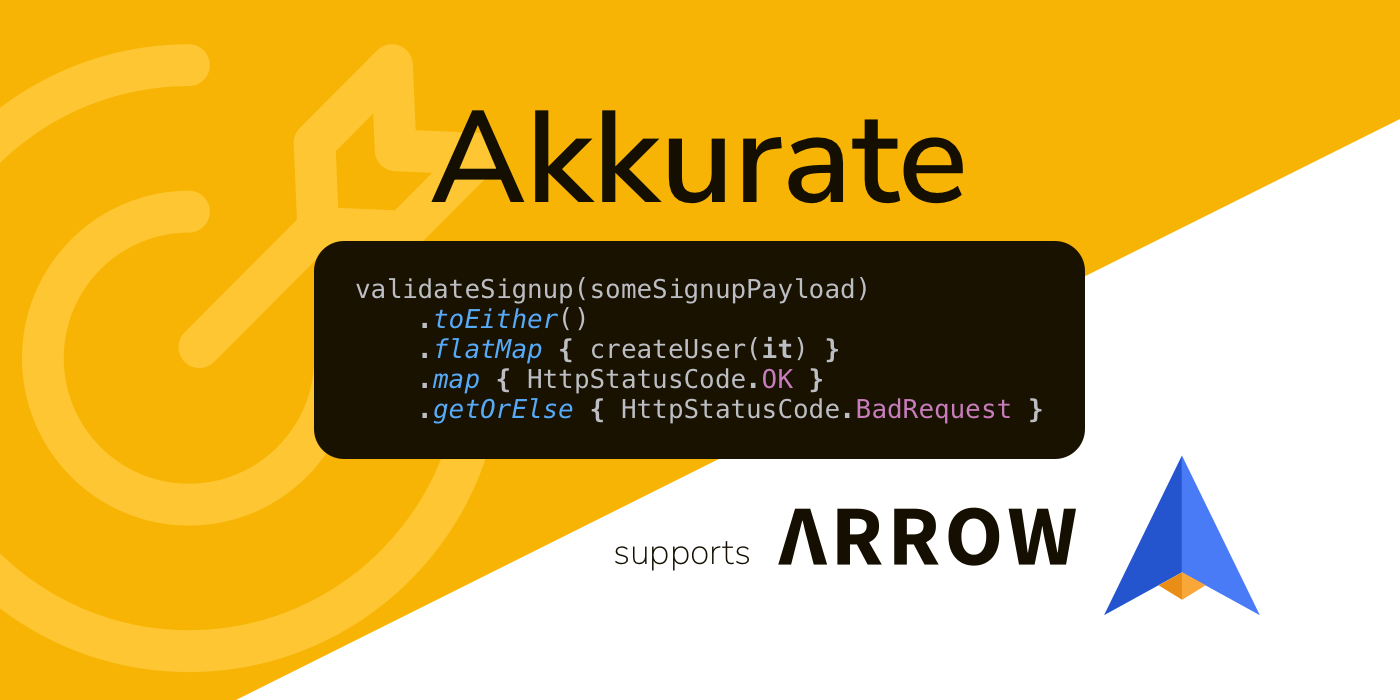 Akkurate
validateSignup(someSignupPayload)
    .toEither()
    .flatMap { createUser(it) }
    .map { HttpStatusCode.OK }
    .getOrElse { HttpStatusCode.BadRequest }
supports ARROW